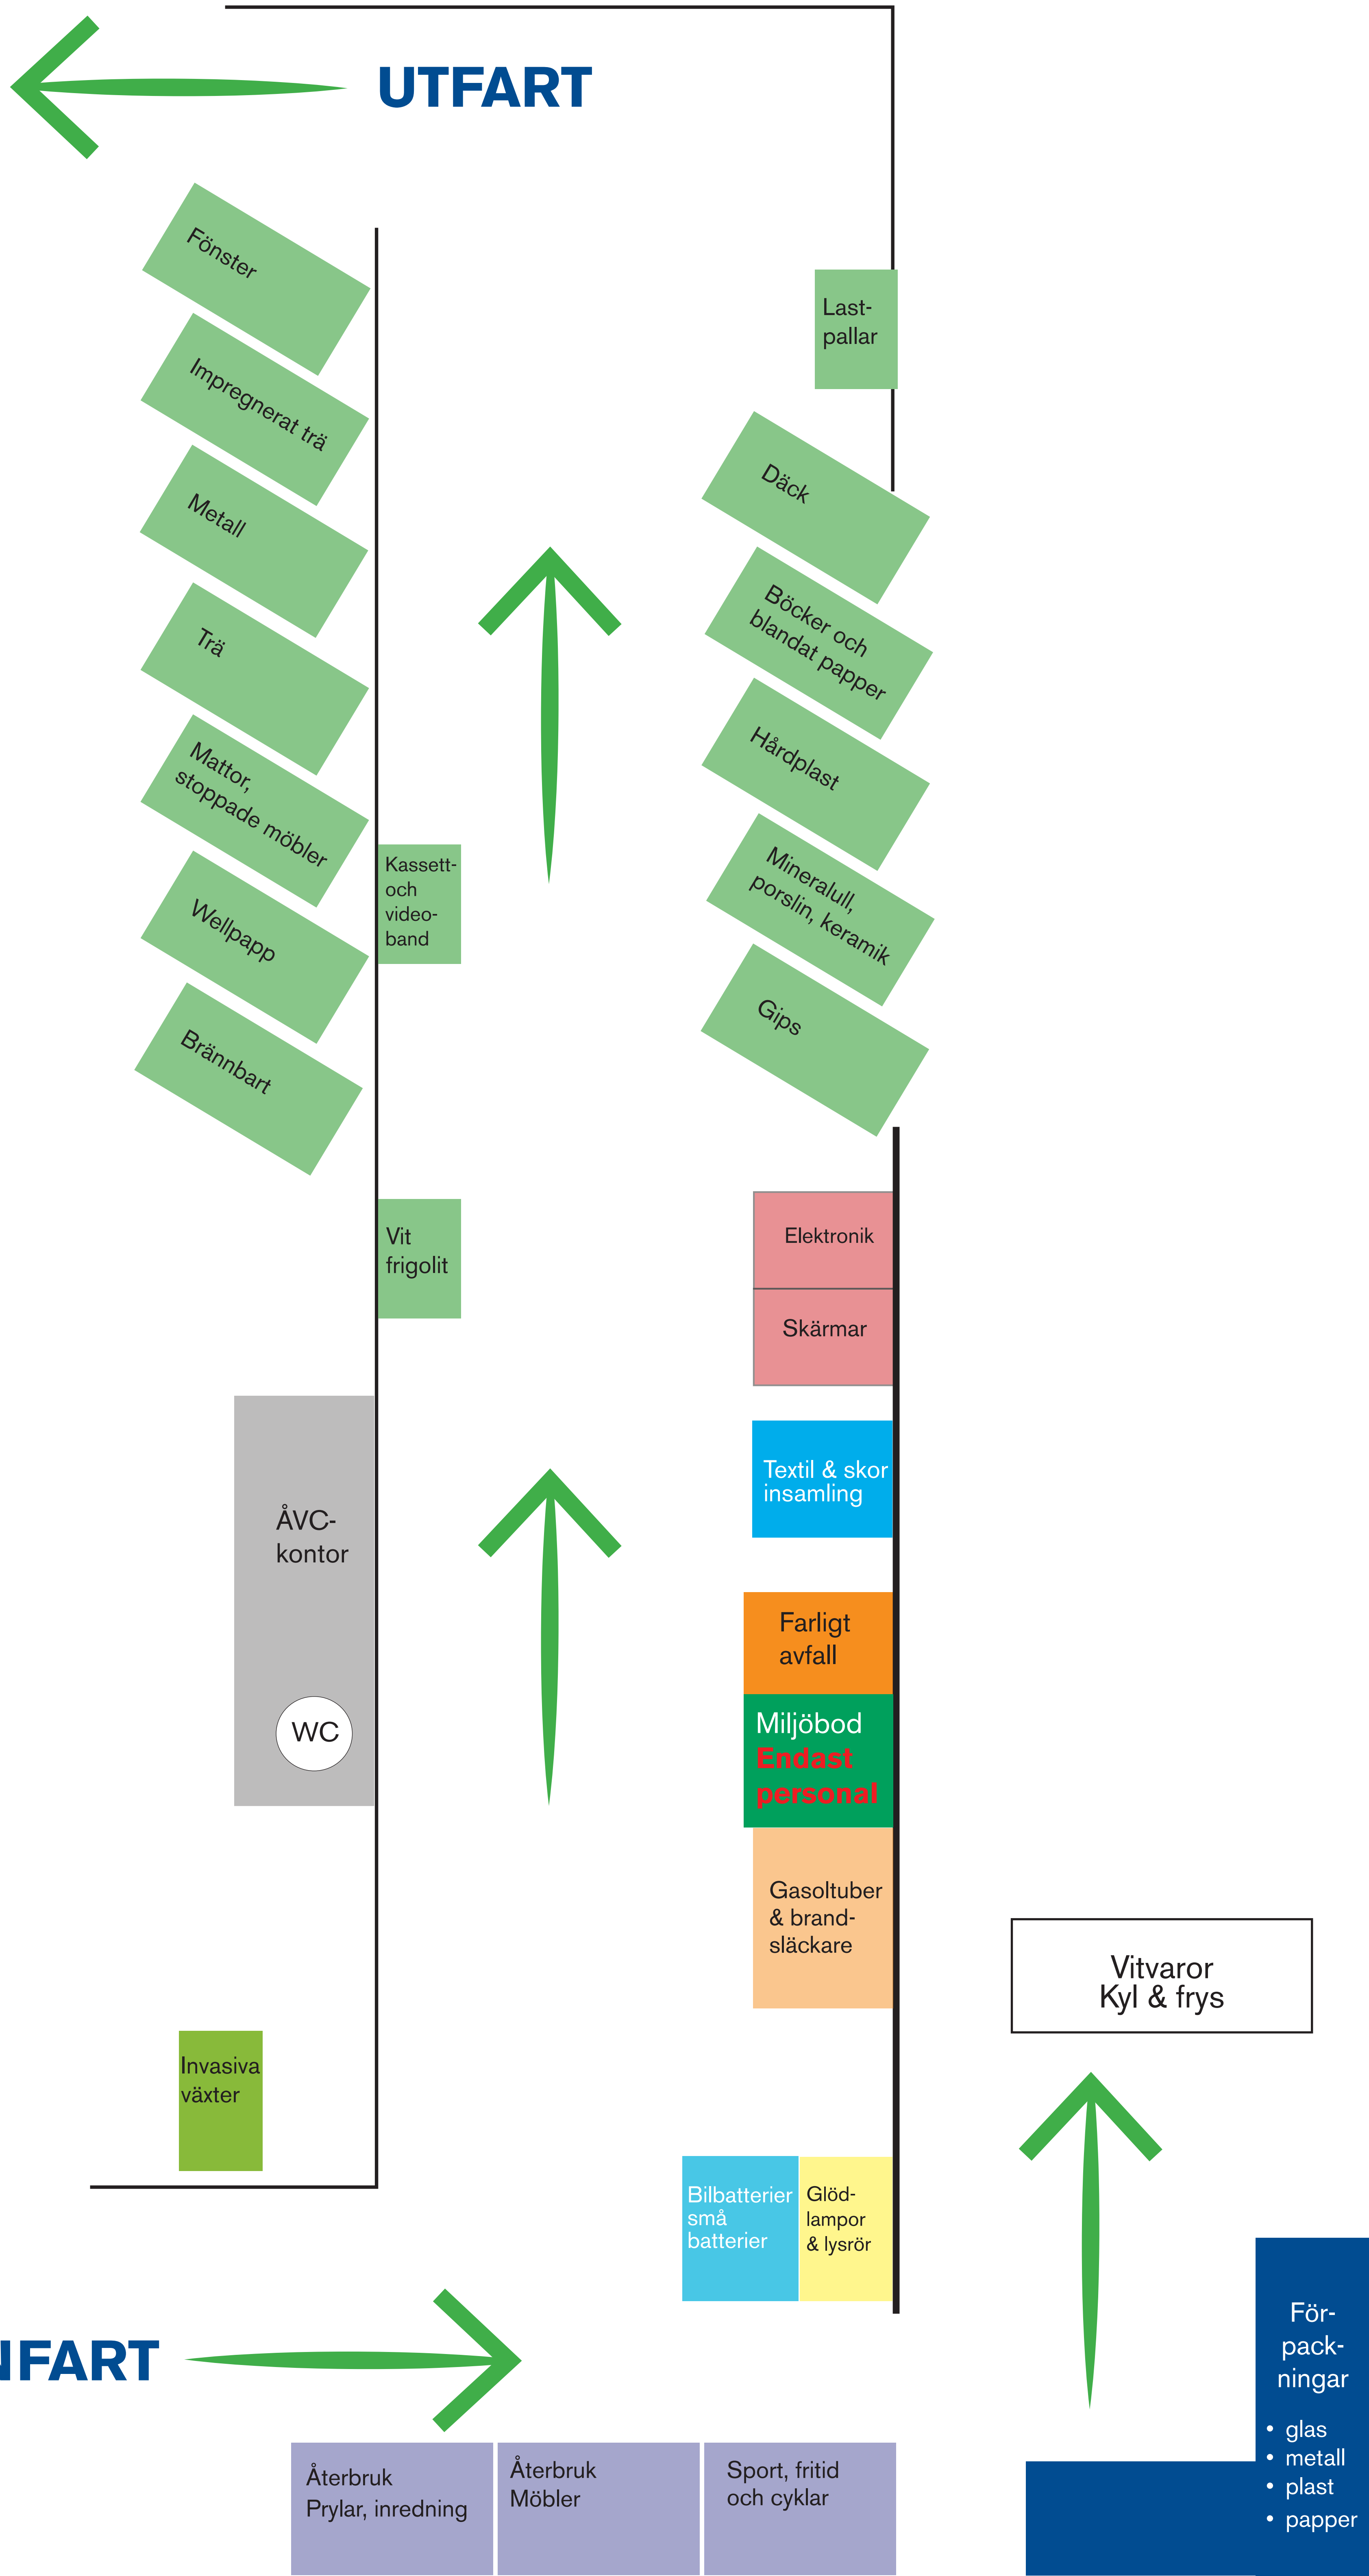 UTFART
Fönster
Impregnerat trä
Metall
Trä
Mattor,
stoppade möbler
Wellpapp
Brännbart
Kassett-
och
video-
band
Vit
frigolit
Last-
pallar
Däck
Böcker och
blandat papper
Hårdplast
Mineralull,
porslin, keramik
Gips
Elektronik
Skärmar
Textil & skor
insamling
ÅVC-
kontor
WC
Farligt
avfall
Miljöbod
Endast
personal
Gasoltuber
& brand-
släckare
Vitvaror
Kyl & frys
Invasiva
växter
Bilbatterier
små
batterier
Glöd-
lampor
& lysrör
NFART
För-
pack-
ningar
• glas
• metall
• plast
• papper
Återbruk
Prylar, inredning
Återbruk
Möbler
Sport, fritid
och cyklar